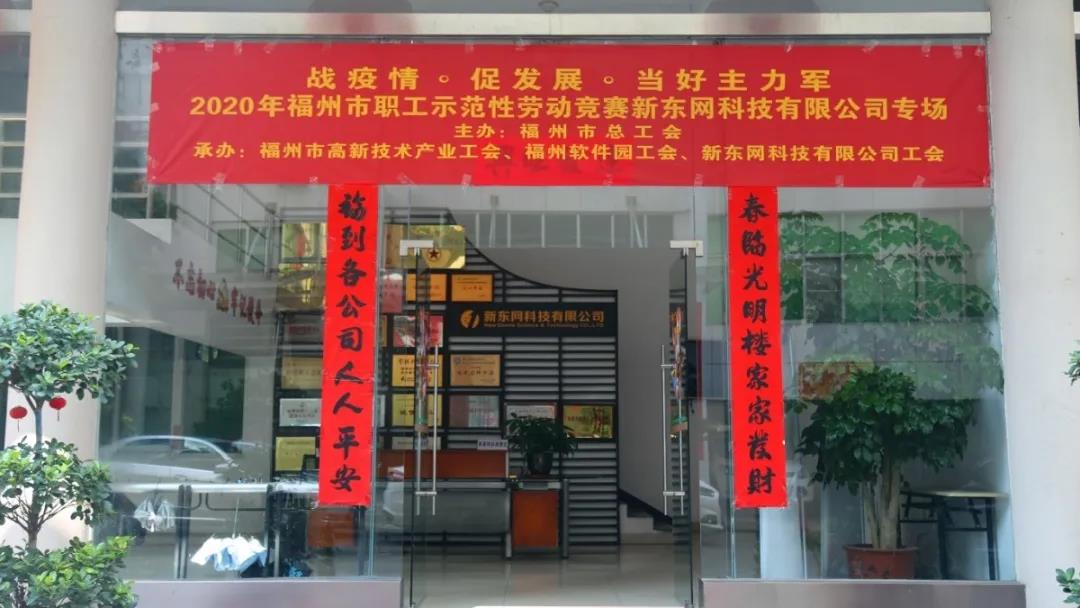 战疫情。促发展。当好主力军
2020年福州市职工示范性劳动竞赛新东网科技有限公司专场
主办：福州市总工会
承办：福州市高新技术产业工会、福州软件园工会、新东网科技有限公司工会
春临光明楼家家发财
福到各公司人人平安
新东网科技有限公司